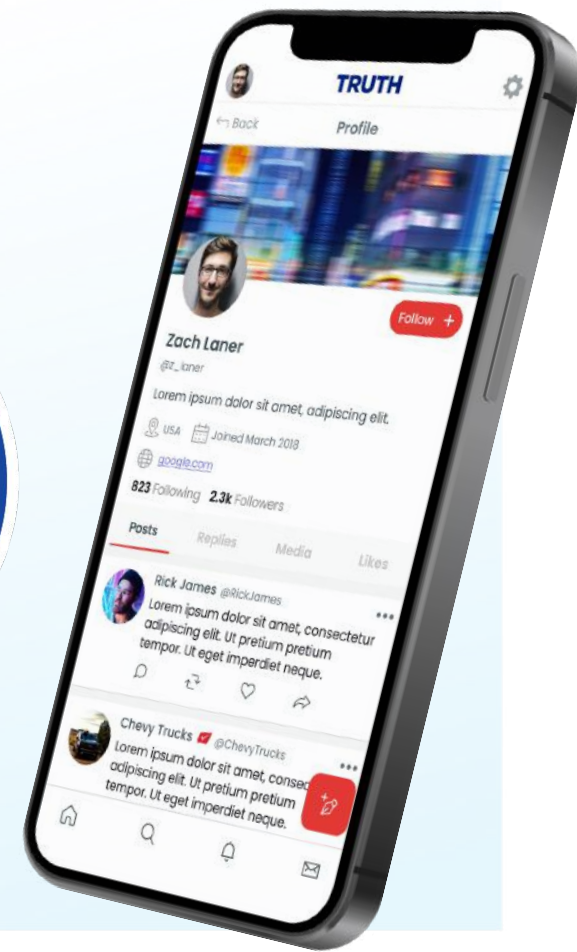 TRUTH
Back
Profile
Follow +
Zach Laner
@z_laner
Lorem ipsum dolor sit amet, adipiscing elit.
USA Joined March 2018
google.com
823 Following 2.3k Followers
Posts Replies Media Likes
Rick James @RickJames
Lorem ipsum dolor sit amet, consectetur
adipiscing elit. Ut pretium pretium
tempor. Ut eget imperdiet neque.
Chevy Trucks @ChevyTrucks
Lorem ipsum dolor sit amet, consec
adipiscing elit. Ut pretium pretium
tempor. Ut eget imperdiet neque.